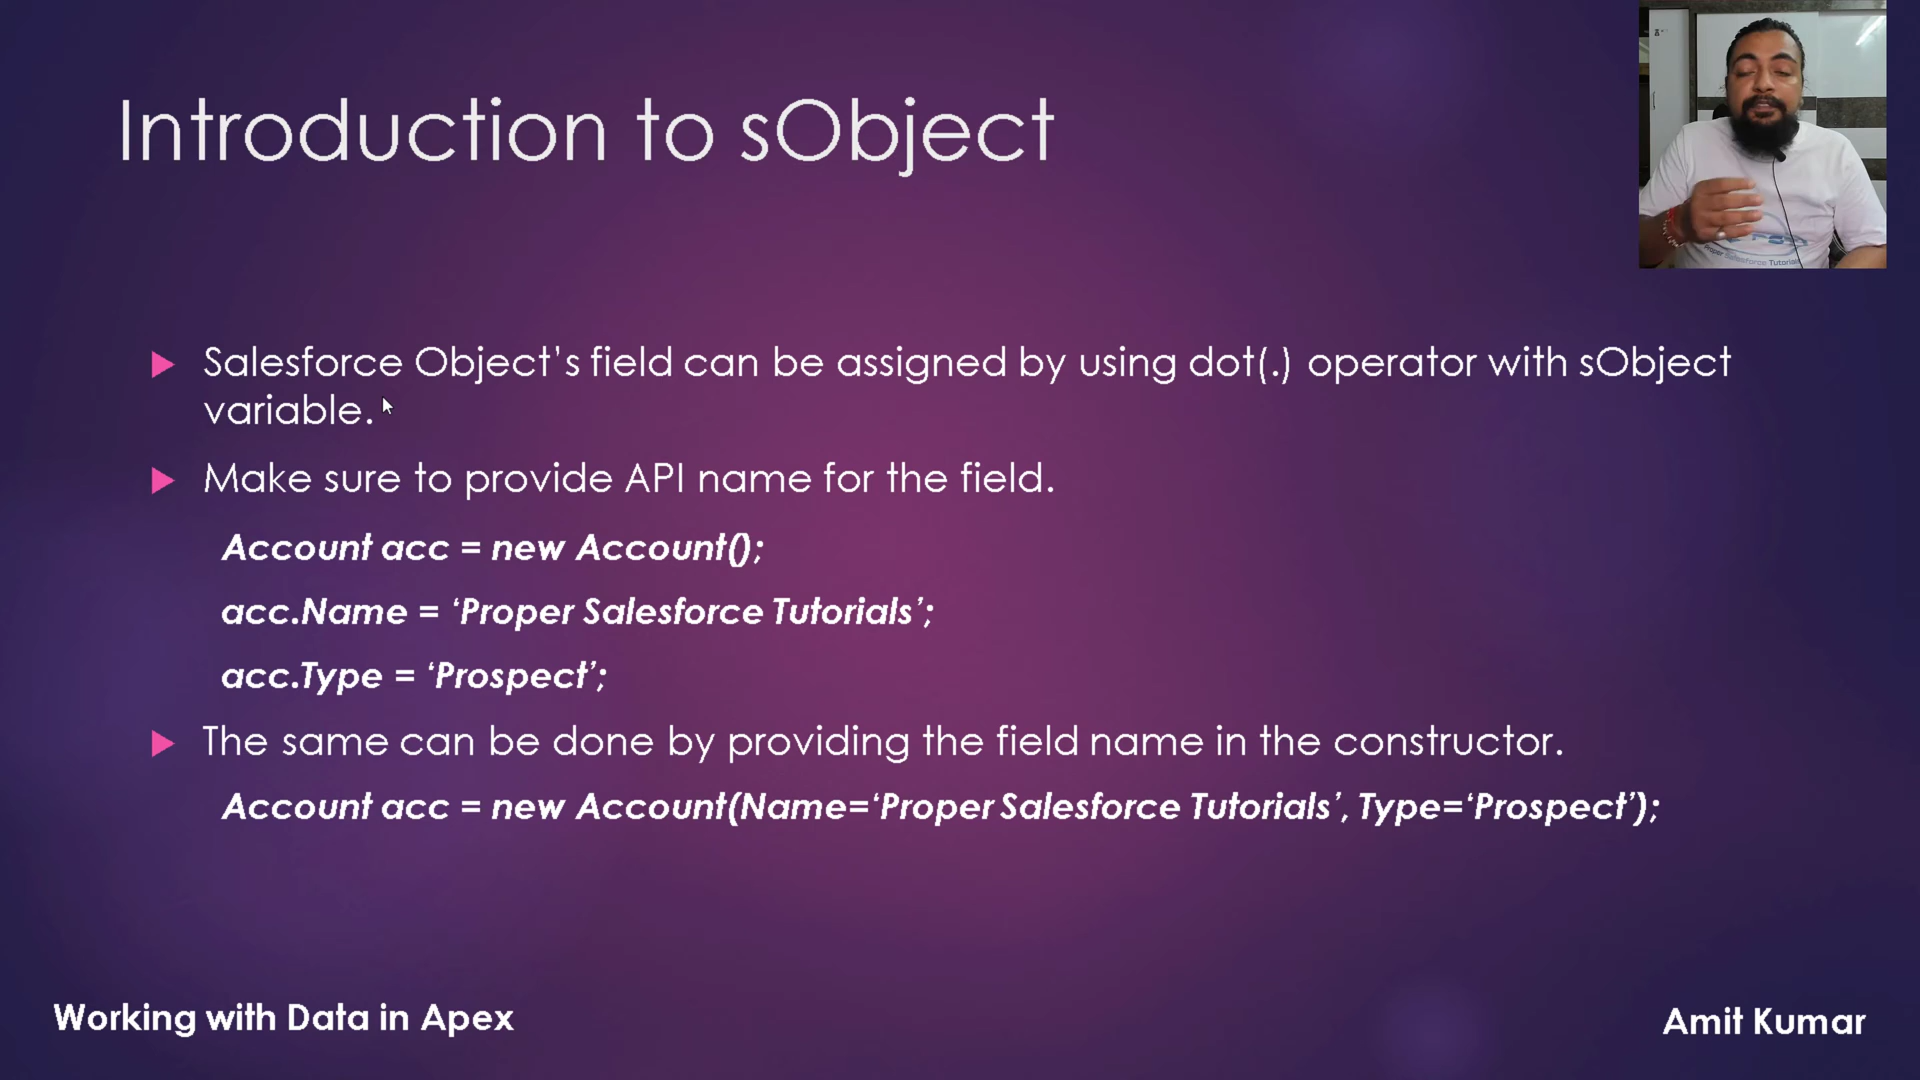 Introduction to sObject
Salesforce Object's field can be assigned by using dot(.) operator with sObject
variable.
Make sure to provide API name for the field.
Account acc = new Account();
acc.Name = ‘Proper Salesforce Tutorials’;
acc.Type = ‘Prospect’;
The same can be done by providing the field name in the constructor.
Account acc = new Account(Name=‘Proper Salesforce Tutorials’, Type=‘Prospect’);
Working with Data in Apex
Amit Kumar
Proper Salesforce Tutorials